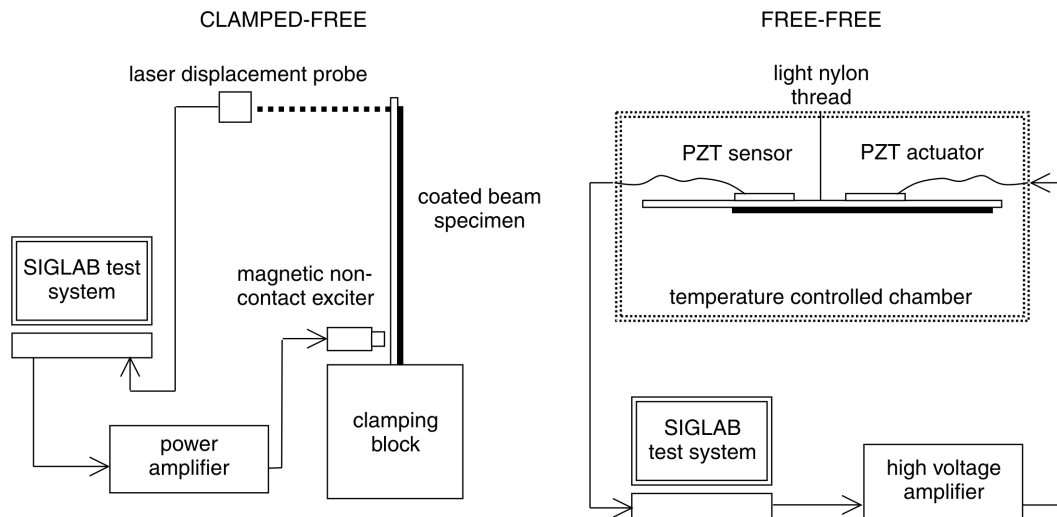 CLAMPED-FREE
laser displacement probe
coated beam
specimen
SIGLAB test
system
magnetic non-
contact exciter
power
amplifier
clamping
block
FREE-FREE
light nylon
thread
PZT sensor
PZT actuator
temperature controlled chamber
SIGLAB
test system
high voltage
amplifier